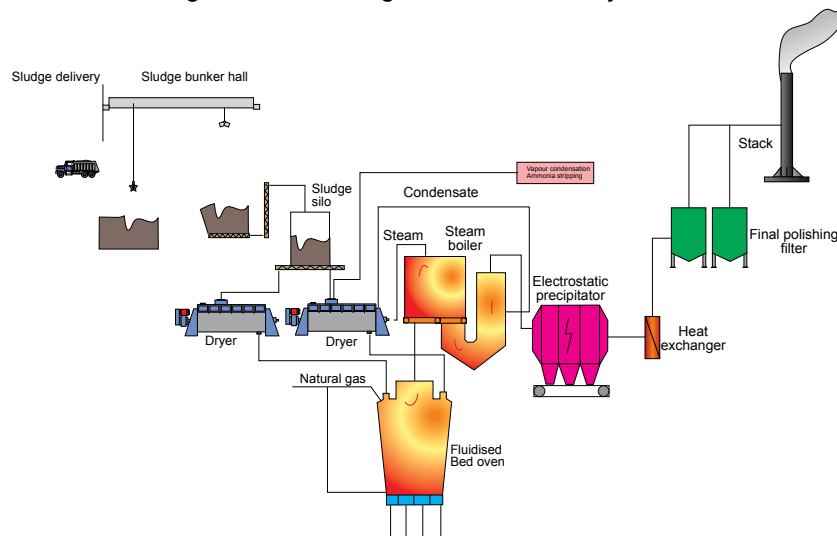 Sludge delivery
Sludge bunker hall
Stack
Vapour condensation
Ammonia stripping
Sludge
silo
Condensate
Steam
Steam
boiler
Final polishing
filter
Electrostatic
precipitator
Heat
exchanger
Dryer
Dryer
Natural gas
Fluidised
Bed oven